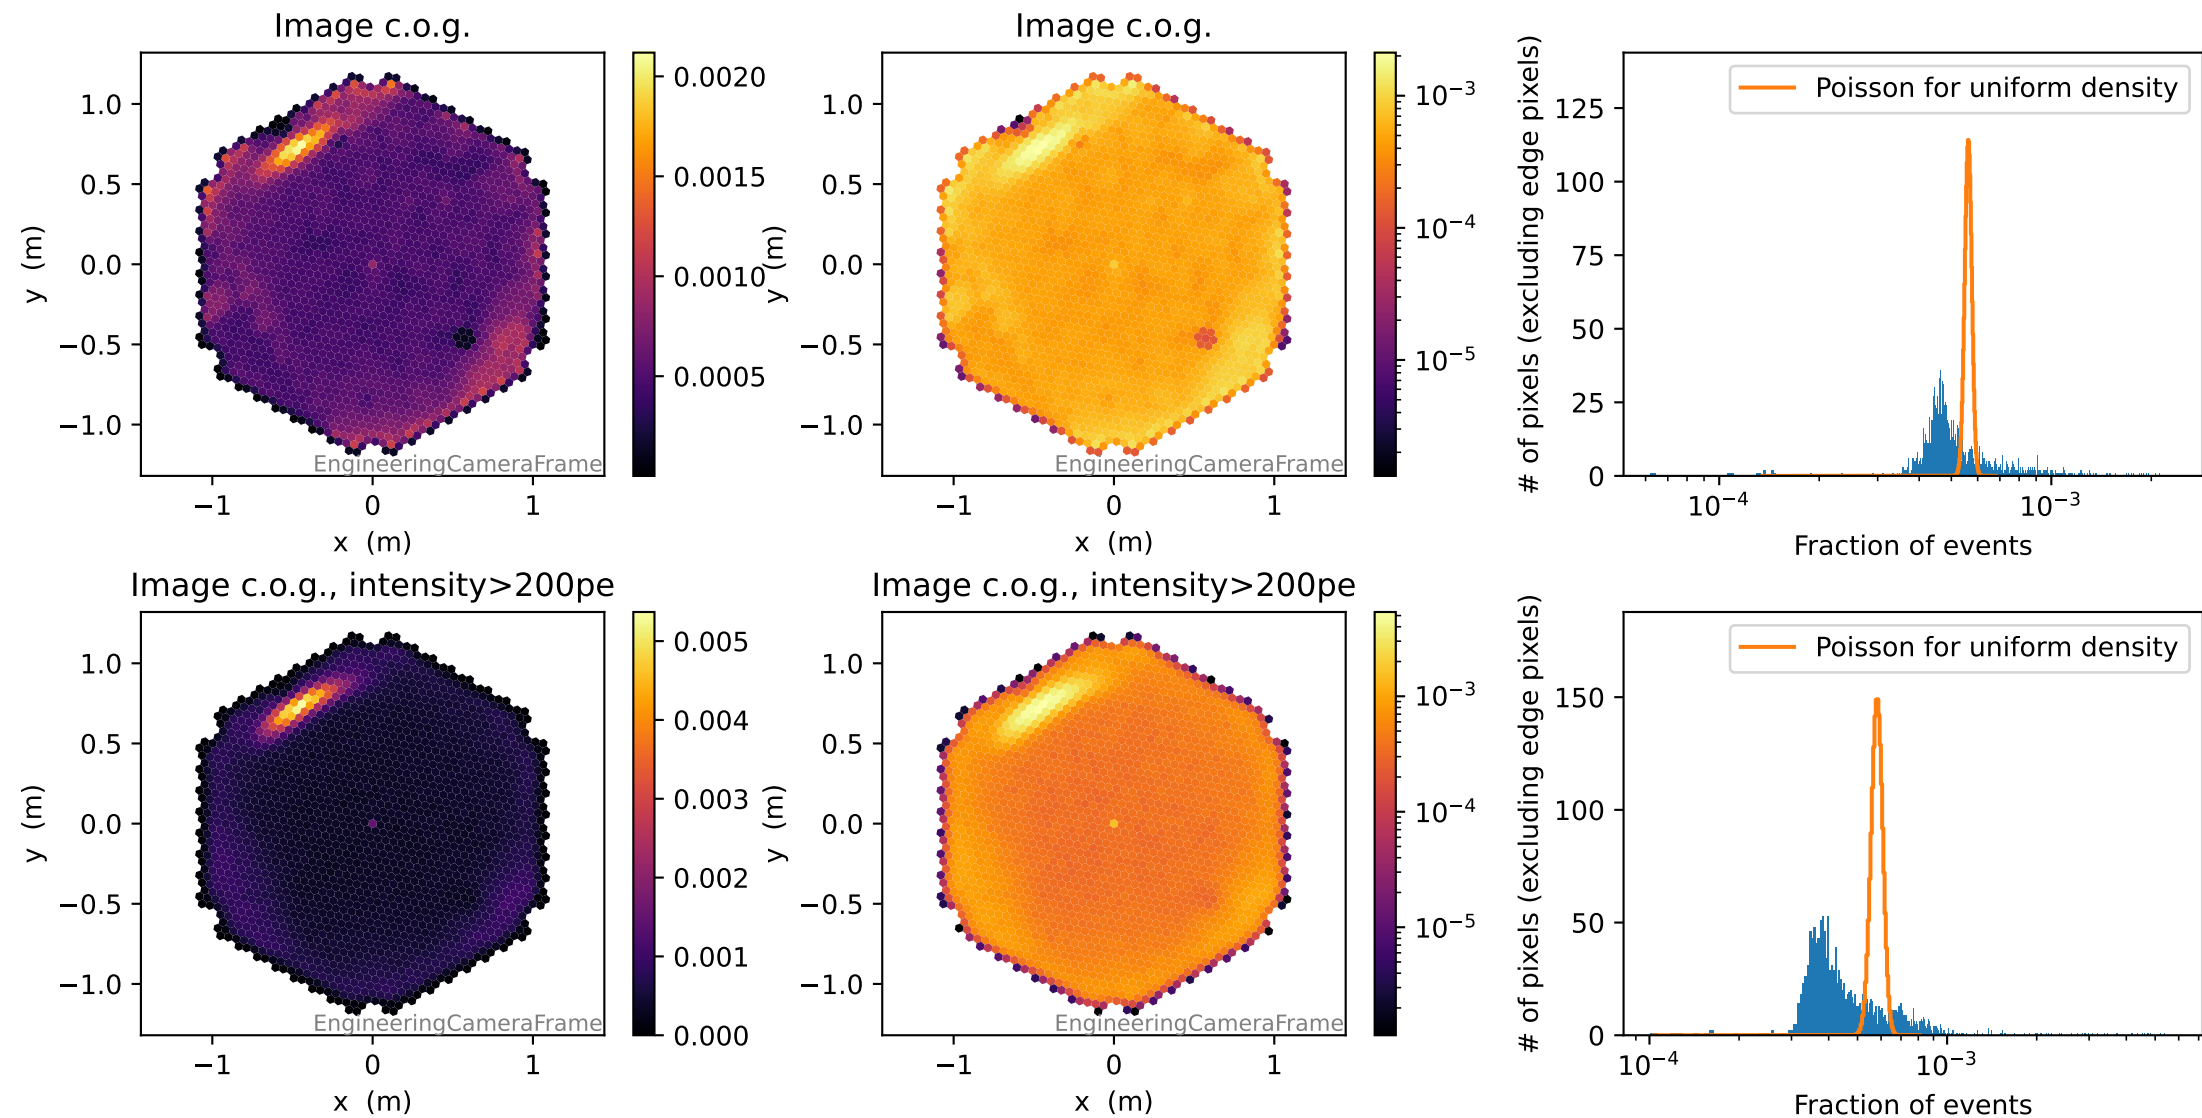 Image c.o.g.
1.0
0.5
0.0
−0.5
−1.0
y (m)
−1
0
1
x (m)
EngineeringCameraFrame
0.0020
0.0015
0.0010
0.0005
Image c.o.g.
1.0
0.5
0.0
−0.5
−1.0
y (m)
−1
0
1
x (m)
EngineeringCameraFrame
10⁻³
10⁻⁴
10⁻⁵
# of pixels (excluding edge pixels)
125
100
75
50
25
0
Poisson for uniform density
10⁻⁴
10⁻³
Fraction of events
Image c.o.g., intensity>200pe
1.0
0.5
0.0
−0.5
−1.0
y (m)
−1
0
1
x (m)
EngineeringCameraFrame
0.005
0.004
0.003
0.002
0.001
0.000
Image c.o.g., intensity>200pe
1.0
0.5
0.0
−0.5
−1.0
y (m)
−1
0
1
x (m)
EngineeringCameraFrame
10⁻³
10⁻⁴
10⁻⁵
# of pixels (excluding edge pixels)
150
100
50
0
Poisson for uniform density
10⁻⁴
10⁻³
Fraction of events